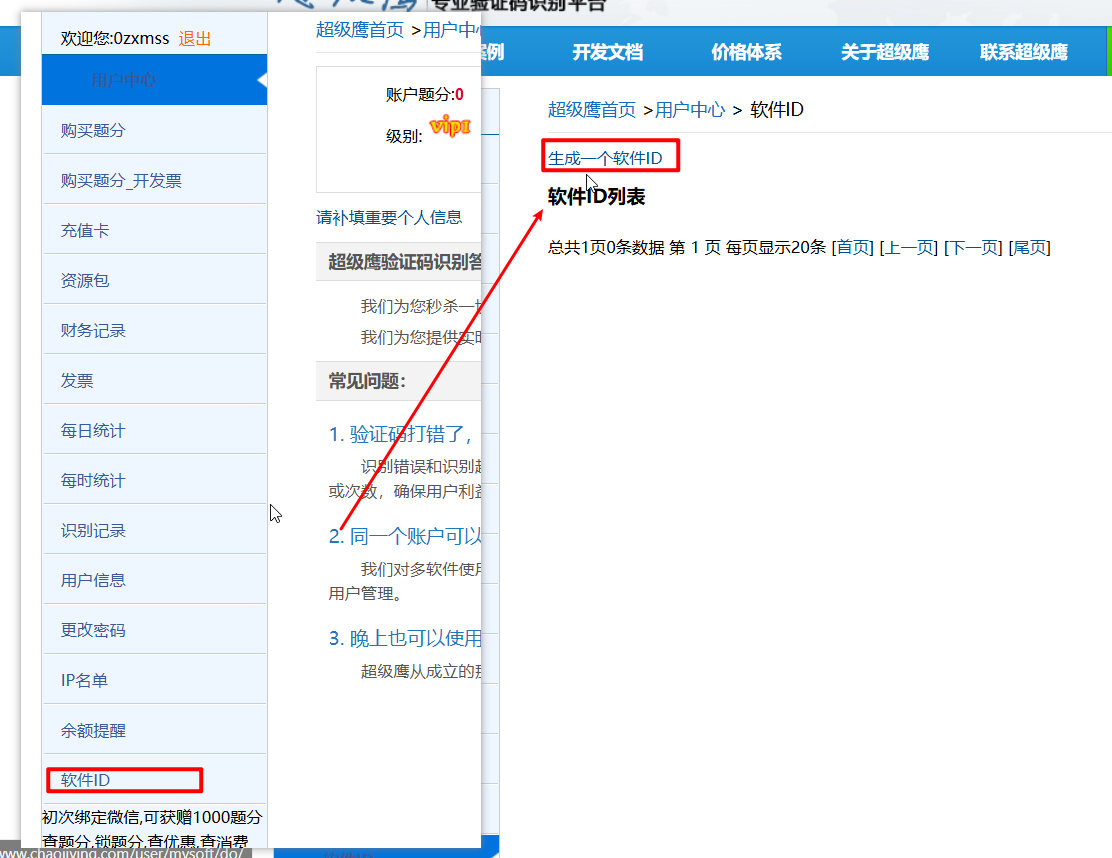 专业验证码识别平台
案例 开发文档 价格体系 关于超级鹰 联系超级鹰
欢迎您:0zxmss 退出
用户中心
购买题分
购买题分_开发票
充值卡
资源包
财务记录
发票
每日统计
每时统计
识别记录
用户信息
更改密码
IP名单
余额提醒
软件ID
初次绑定微信,可获赠1000题分
查题分,锁题分,查优惠,查消费
www.chaojiying.com/user/mysoft/do/
超级鹰首页 >用户中心
账户题分:0
级别: vip1
请补填重要个人信息
超级鹰验证码识别答
我们为您秒杀一切
我们为您提供实时
常见问题：
1. 验证码打错了，
识别错误和识别超
或次数，确保用户利益
2. 同一个账户可以
我们对多软件使用
用户管理。
3. 晚上也可以使用
超级鹰从成立的那
超级鹰首页 >用户中心 > 软件ID
生成一个软件ID
软件ID列表
总共1页0条数据 第 1 页 每页显示20条 [首页] [上一页] [下一页] [尾页]